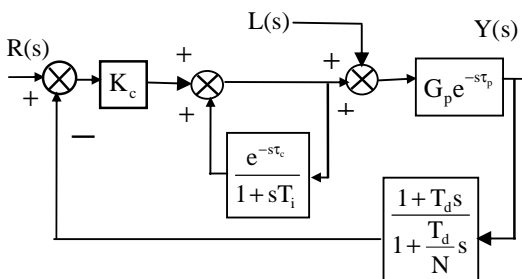 L(s)
Y(s)
R(s)
+
+
+
+
+
−
K_c
G_p e^{-sτ_p}
e^{-sτ_c}
1 + sT_i
1 + T_d s
1 + T_d/N s